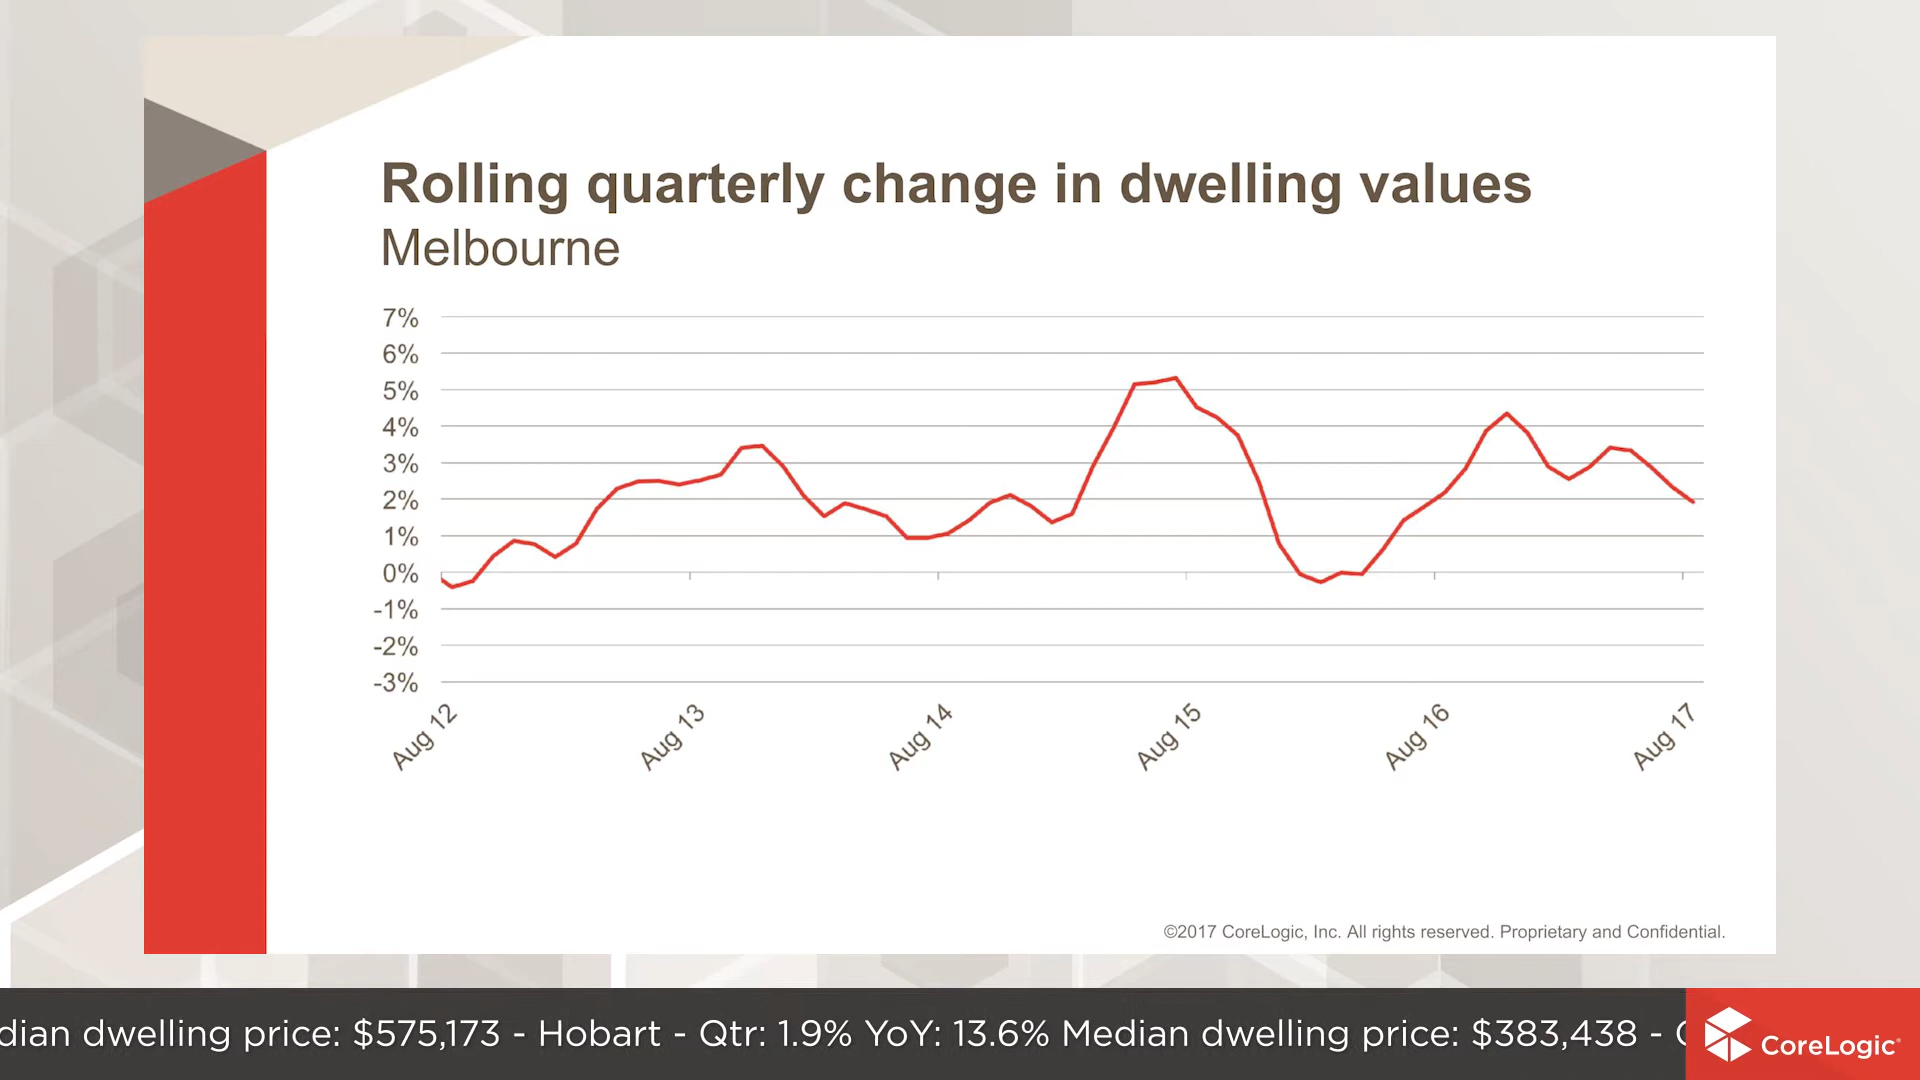 Rolling quarterly change in dwelling values
Melbourne
7%
6%
5%
4%
3%
2%
1%
0%
-1%
-2%
-3%
Aug 12
Aug 13
Aug 14
Aug 15
Aug 16
Aug 17
©2017 CoreLogic, Inc. All rights reserved. Proprietary and Confidential.
dian dwelling price: $575,173 - Hobart - Qtr: 1.9% YoY: 13.6% Median dwelling price: $383,438 -
CoreLogic